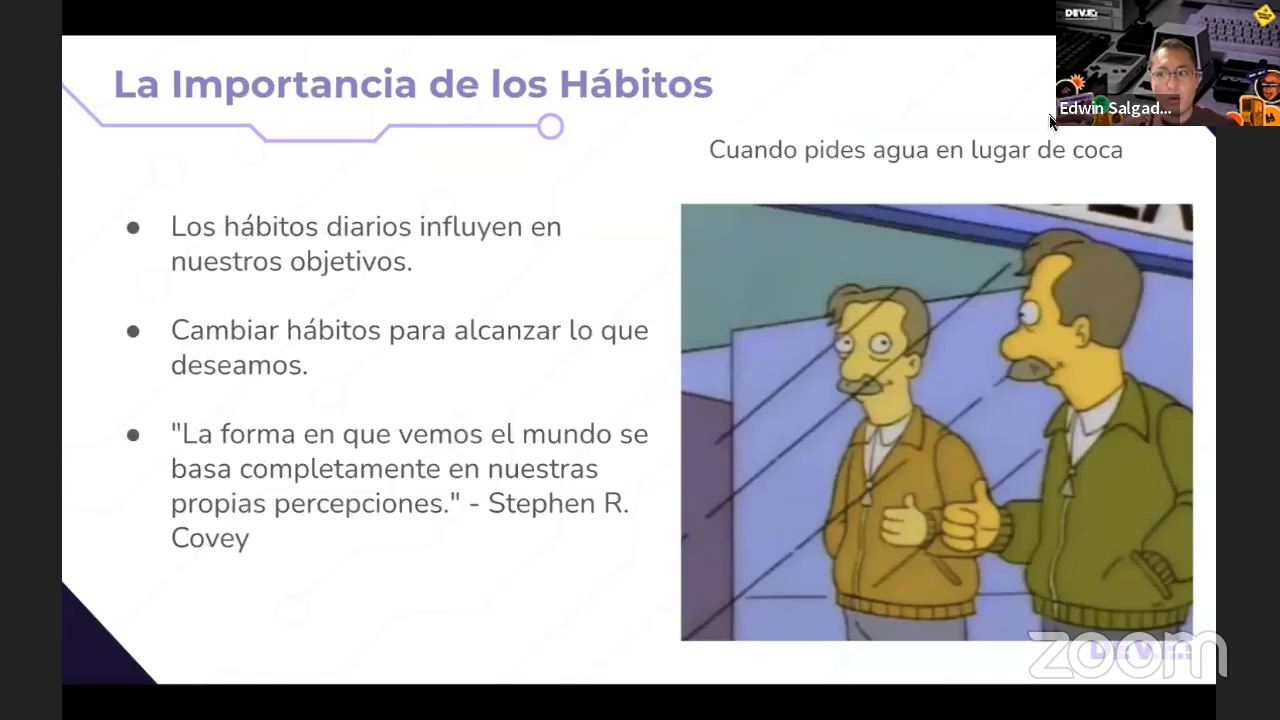 La Importancia de los Hábitos
DEV.F:
Edwin Salgad...
Cuando pides agua en lugar de coca
● Los hábitos diarios influyen en
nuestros objetivos.
● Cambiar hábitos para alcanzar lo que
deseamos.
● "La forma en que vemos el mundo se
basa completamente en nuestras
propias percepciones." - Stephen R.
Covey
zoom